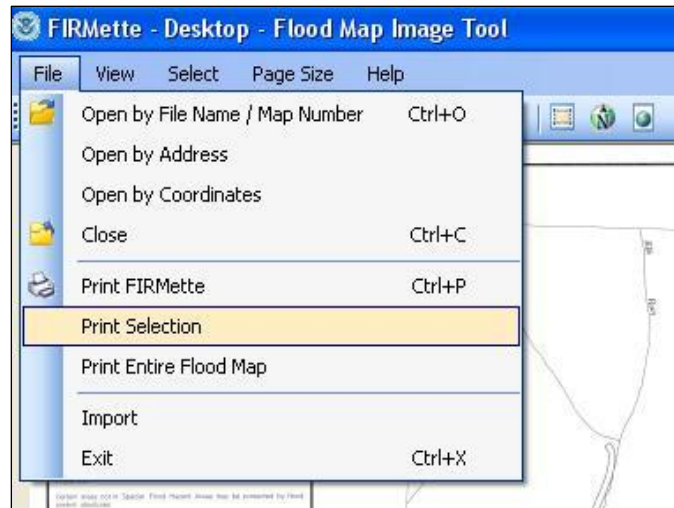 FIRMette - Desktop - Flood Map Image Tool
File View Select Page Size Help
Open by File Name / Map Number Ctrl+O
Open by Address
Open by Coordinates
Close Ctrl+C
Print FIRMette Ctrl+P
Print Selection
Print Entire Flood Map
Import
Exit Ctrl+X